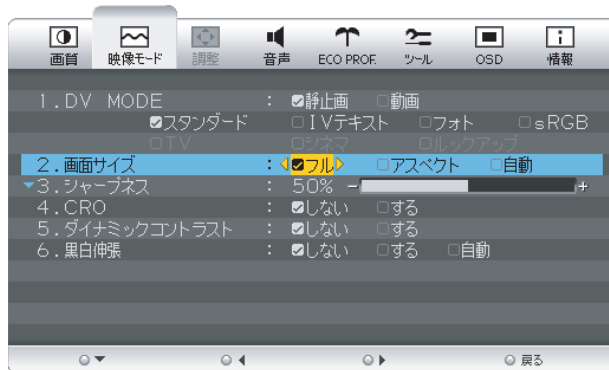 画質 映像モード 調整 音声 ECO PROF. ツール OSD 情報
1.DV MODE : 静止画 動画
スタンダード IVテキスト フォト sRGB
TV シネマ ルックアップ
2.画面サイズ : フル アスペクト 自動
3.シャープネス : 50% - +
4.CRO : しない する
5.ダイナミックコントラスト : しない する
6.黒白伸張 : しない する 自動
戻る